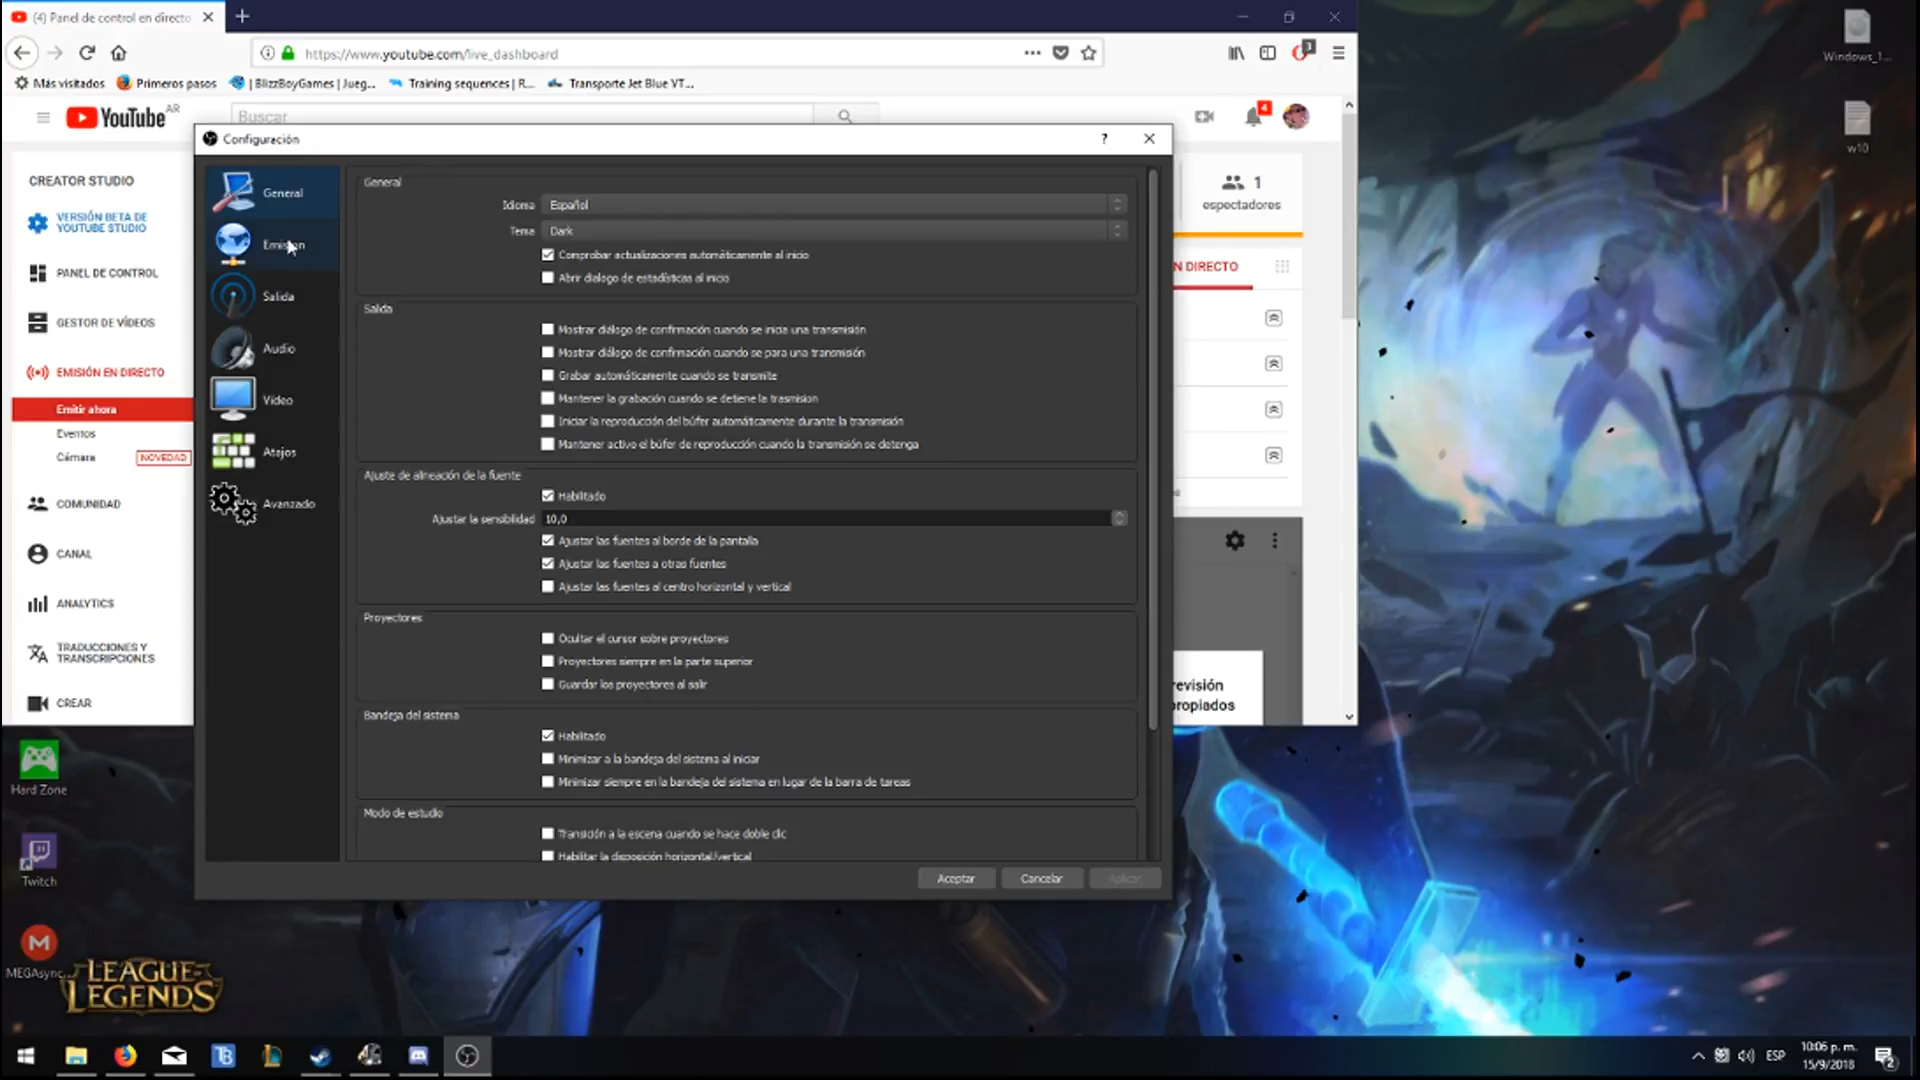 (4) Panel de control en directo
https://www.youtube.com/live_dashboard
3
Más visitados
Primeros pasos
| BlizzBoyGames | Jueg...
Training sequences | R...
Transporte Jet Blue VT...
YouTube AR
Buscar
4
CREATOR STUDIO
VERSIÓN BETA DE
YOUTUBE STUDIO
PANEL DE CONTROL
GESTOR DE VÍDEOS
EMISIÓN EN DIRECTO
Emitir ahora
Eventos
Cámara
NOVEDAD
COMUNIDAD
CANAL
ANALYTICS
TRADUCCIONES Y
TRANSCRIPCIONES
CREAR
Configuración
?
General
Emisión
Salida
Audio
Vídeo
Atajos
Avanzado
General
Idioma
Español
Tema
Dark
Comprobar actualizaciones automáticamente al inicio
Abrir dialogo de estadísticas al inicio
Salida
Mostrar diálogo de confirmación cuando se inicia una transmisión
Mostrar diálogo de confirmación cuando se para una transmisión
Grabar automáticamente cuando se transmite
Mantener la grabación cuando se detiene la trasmision
Iniciar la reproducción del búfer automáticamente durante la transmisión
Mantener activo el búfer de reproducción cuando la transmisión se detenga
Ajuste de alineación de la fuente
Habilitado
Ajustar la sensibilidad
10,0
Ajustar las fuentes al borde de la pantalla
Ajustar las fuentes a otras fuentes
Ajustar las fuentes al centro horizontal y vertical
Proyectores
Ocultar el cursor sobre proyectores
Proyectores siempre en la parte superior
Guardar los proyectores al salir
Bandeja del sistema
Habilitado
Minimizar a la bandeja del sistema al iniciar
Minimizar siempre en la bandeja del sistema en lugar de la barra de tareas
Modo de estudio
Transición a la escena cuando se hace doble clic
Habilitar la disposición horizontal/vertical
Aceptar
Cancelar
Aplicar
1
espectadores
N DIRECTO
revisión
ropiados
Windows_1...
w10
Hard Zone
Twitch
MEGAsync
LEAGUE OF
LEGENDS
ESP
10:06 p. m.
15/9/2018
2